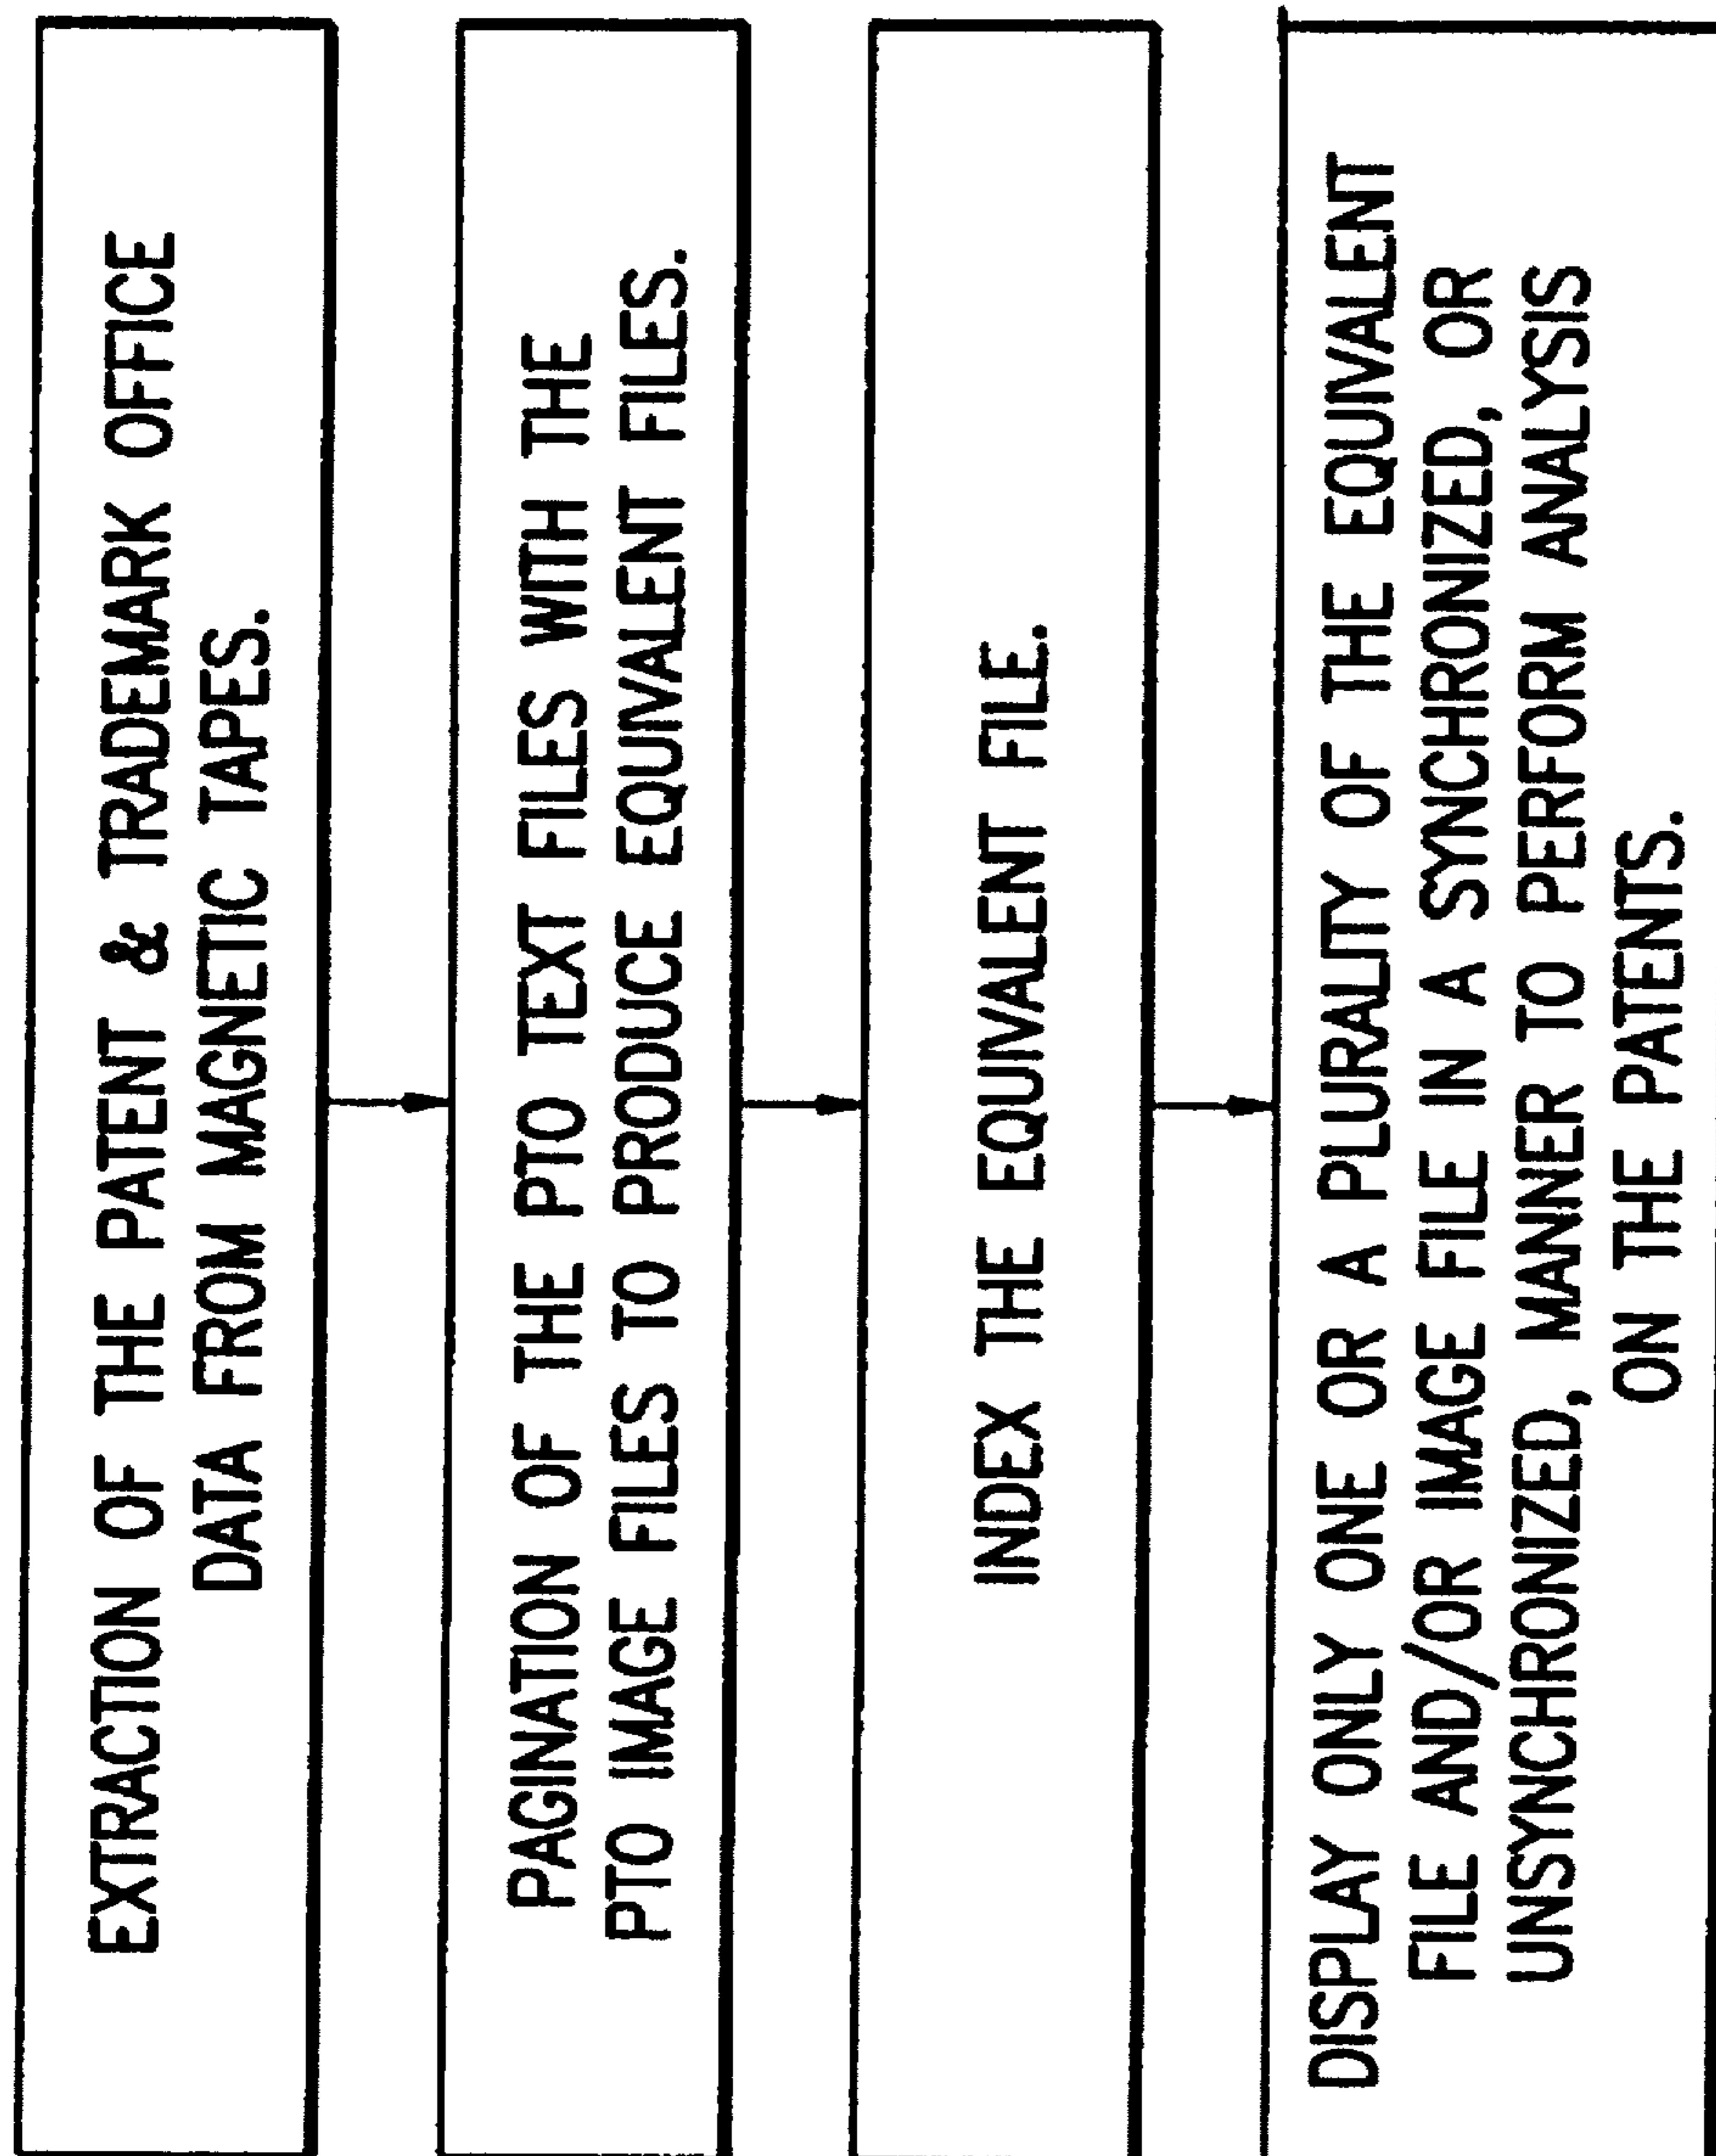 EXTRACTION OF THE PATENT & TRADEMARK OFFICE
DATA FROM MAGNETIC TAPES.
PAGINATION OF THE PTO TEXT FILES WITH THE
PTO IMAGE FILES TO PRODUCE EQUIVALENT FILES.
INDEX THE EQUIVALENT FILE.
DISPLAY ONLY ONE OR A PLURALITY OF THE EQUIVALENT
FILE AND/OR IMAGE FILE IN A SYNCHRONIZED, OR
UNSYNCHRONIZED, MANNER TO PERFORM ANALYSIS
ON THE PATENTS.